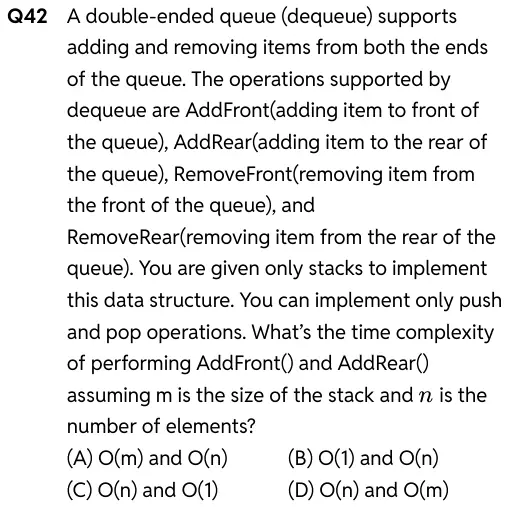 Q42 A double-ended queue (dequeue) supports
adding and removing items from both the ends
of the queue. The operations supported by
dequeue are AddFront(adding item to front of
the queue), AddRear(adding item to the rear of
the queue), RemoveFront(removing item from
the front of the queue), and
RemoveRear(removing item from the rear of the
queue). You are given only stacks to implement
this data structure. You can implement only push
and pop operations. What’s the time complexity
of performing AddFront() and AddRear()
assuming m is the size of the stack and n is the
number of elements?
(A) O(m) and O(n) (B) O(1) and O(n)
(C) O(n) and O(1) (D) O(n) and O(m)